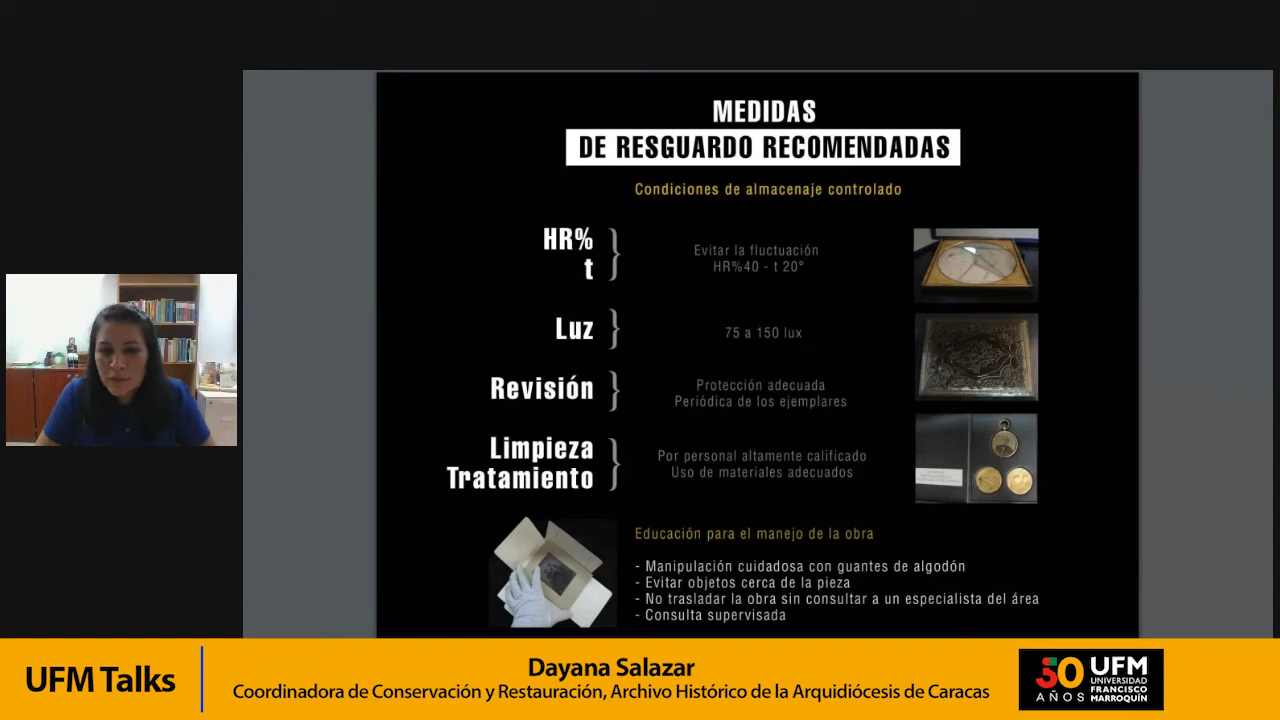 MEDIDAS
DE RESGUARDO RECOMENDADAS
Condiciones de almacenaje controlado
HR%
t
Evitar la fluctuación
HR%40 - t 20°
Luz
75 a 150 lux
Revisión
Protección adecuada
Periódica de los ejemplares
Limpieza
Tratamiento
Por personal altamente calificado
Uso de materiales adecuados
Educación para el manejo de la obra
- Manipulación cuidadosa con guantes de algodón
- Evitar objetos cerca de la pieza
- No trasladar la obra sin consultar a un especialista del área
- Consulta supervisada
UFM Talks
Dayana Salazar
Coordinadora de Conservación y Restauración, Archivo Histórico de la Arquidiócesis de Caracas
50
AÑOS
UFM
UNIVERSIDAD
FRANCISCO
MARROQUÍN